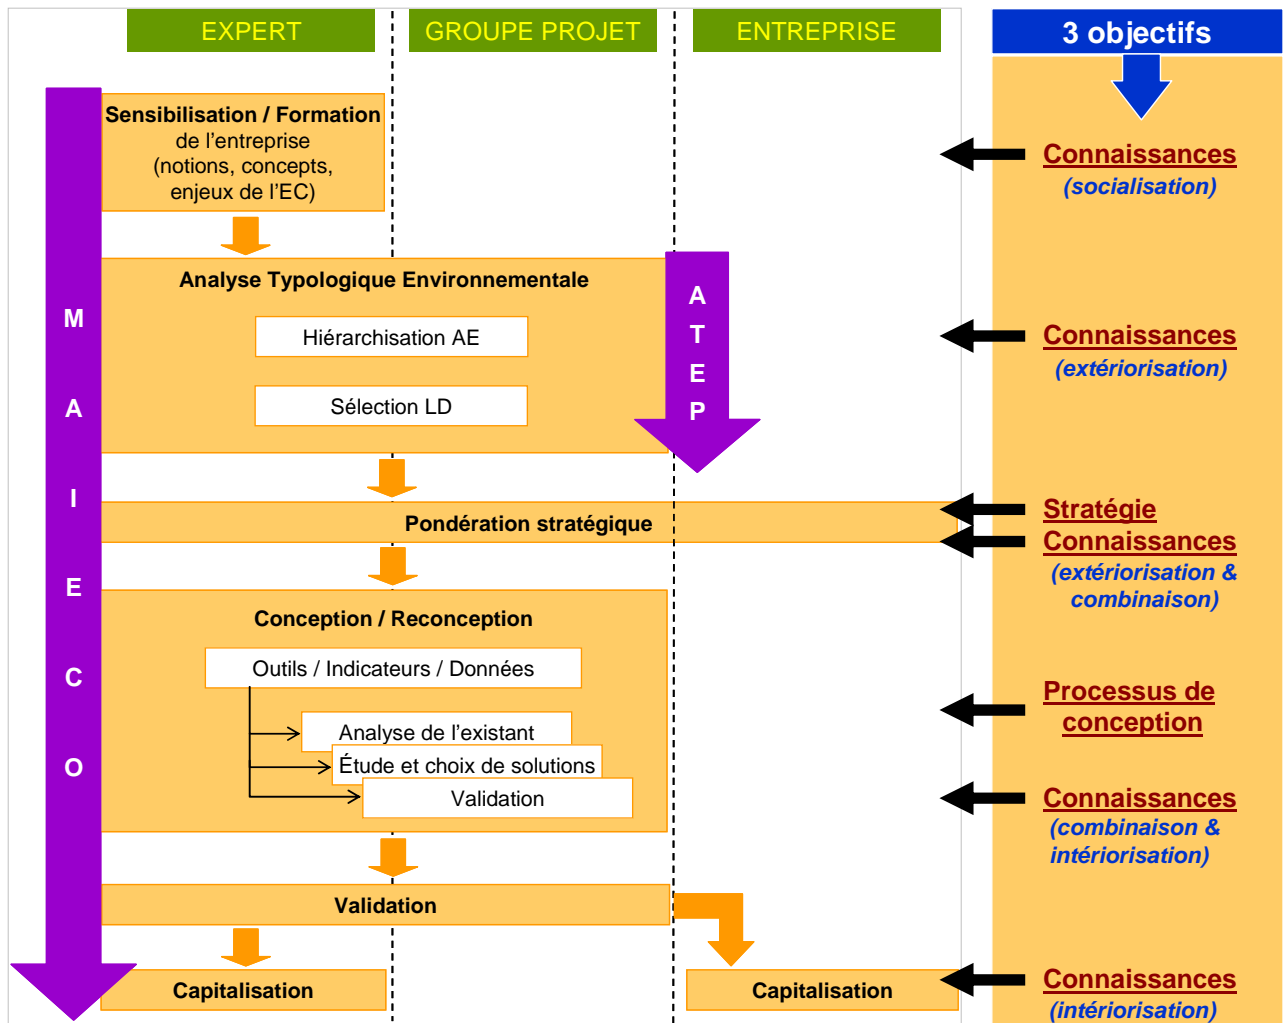 EXPERT
GROUPE PROJET
ENTREPRISE
3 objectifs
Sensibilisation / Formation
de l'entreprise
(notions, concepts,
enjeux de l'EC)
Connaissances
(socialisation)
M
A
I
E
C
O
Analyse Typologique Environnementale
Hiérarchisation AE
Sélection LD
A
T
E
P
Connaissances
(extériorisation)
Pondération stratégique
Stratégie
Connaissances
(extériorisation &
combinaison)
Conception / Reconception
Outils / Indicateurs / Données
Analyse de l'existant
Étude et choix de solutions
Validation
Processus de
conception
Connaissances
(combinaison &
intériorisation)
Validation
Capitalisation
Capitalisation
Connaissances
(intériorisation)